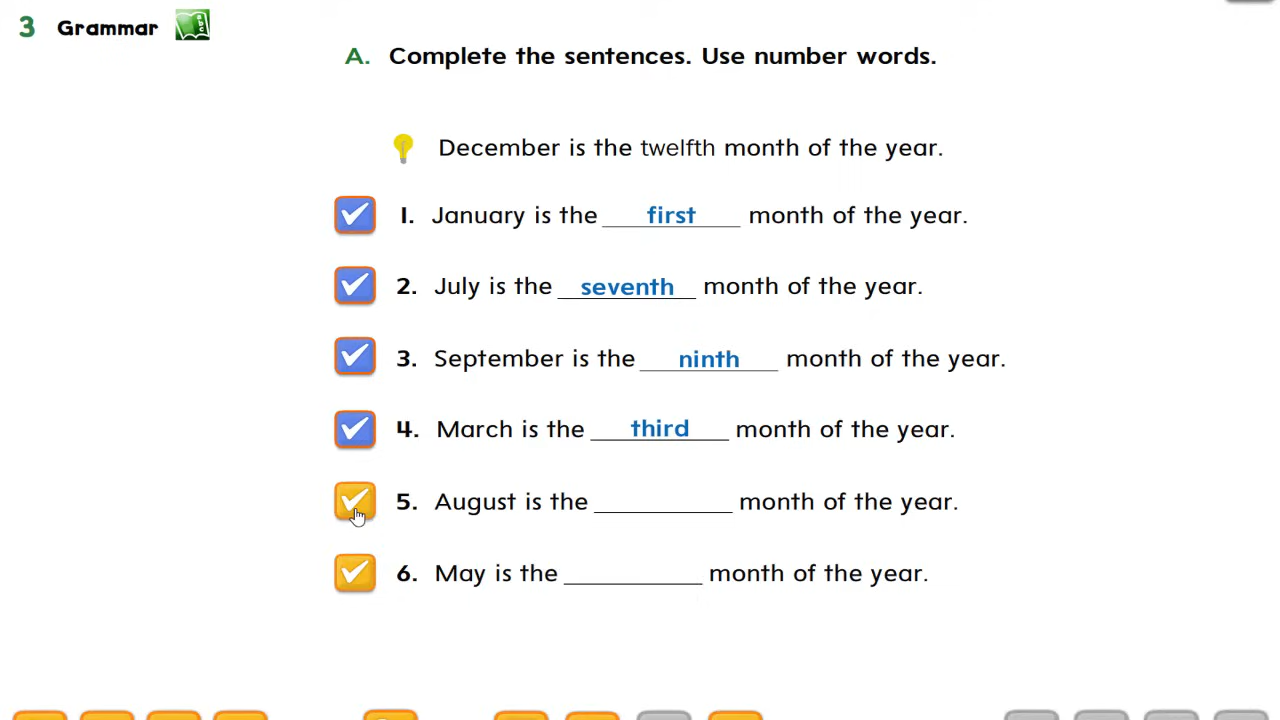 3 Grammar
A. Complete the sentences. Use number words.
December is the twelfth month of the year.
1. January is the first month of the year.
2. July is the seventh month of the year.
3. September is the ninth month of the year.
4. March is the third month of the year.
5. August is the __________ month of the year.
6. May is the __________ month of the year.